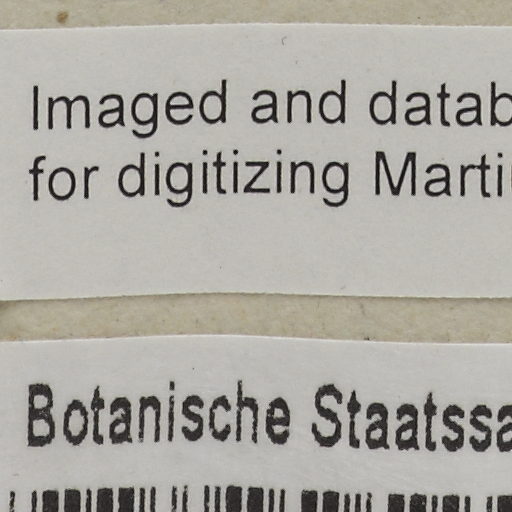 Imaged and datab
for digitizing Marti
Botanische Staatssa